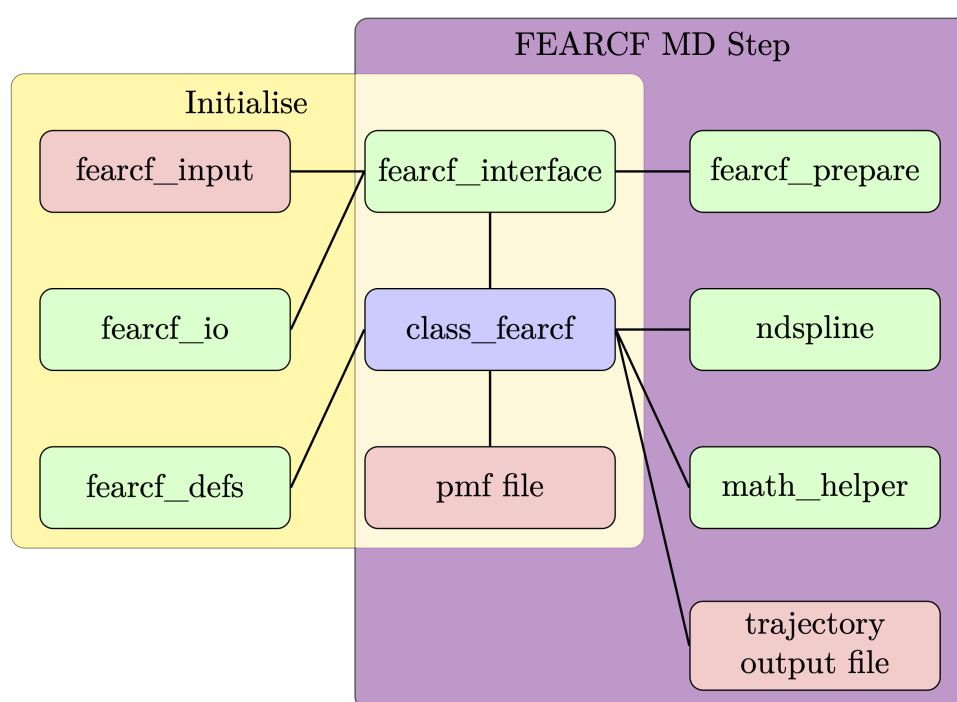 FEARCF MD Step
Initialise
fearcf_input
fearcf_interface
fearcf_prepare
fearcf_io
class_fearcf
ndspline
fearcf_defs
pmf file
math_helper
trajectory
output file